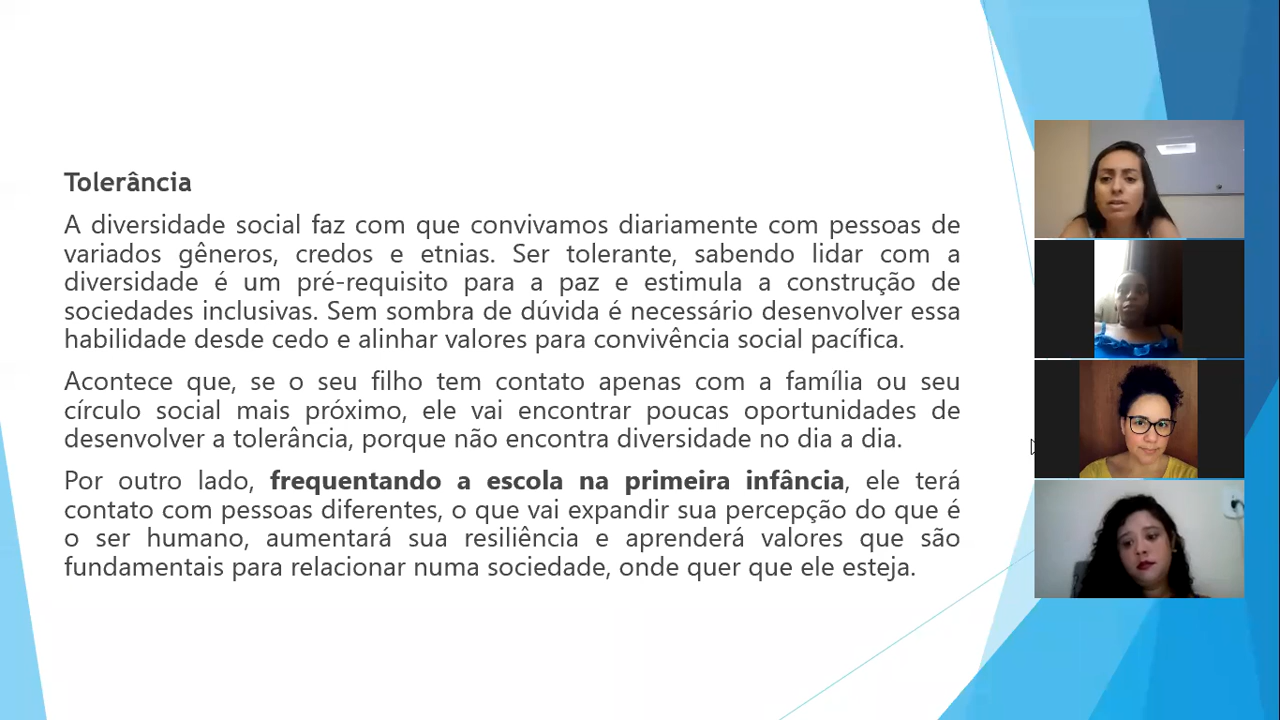 Tolerância
A diversidade social faz com que convivamos diariamente com pessoas de
variados gêneros, credos e etnias. Ser tolerante, sabendo lidar com a
diversidade é um pré-requisito para a paz e estimula a construção de
sociedades inclusivas. Sem sombra de dúvida é necessário desenvolver essa
habilidade desde cedo e alinhar valores para convivência social pacífica.
Acontece que, se o seu filho tem contato apenas com a família ou seu
círculo social mais próximo, ele vai encontrar poucas oportunidades de
desenvolver a tolerância, porque não encontra diversidade no dia a dia.
Por outro lado, frequentando a escola na primeira infância, ele terá
contato com pessoas diferentes, o que vai expandir sua percepção do que é
o ser humano, aumentará sua resiliência e aprenderá valores que são
fundamentais para relacionar numa sociedade, onde quer que ele esteja.